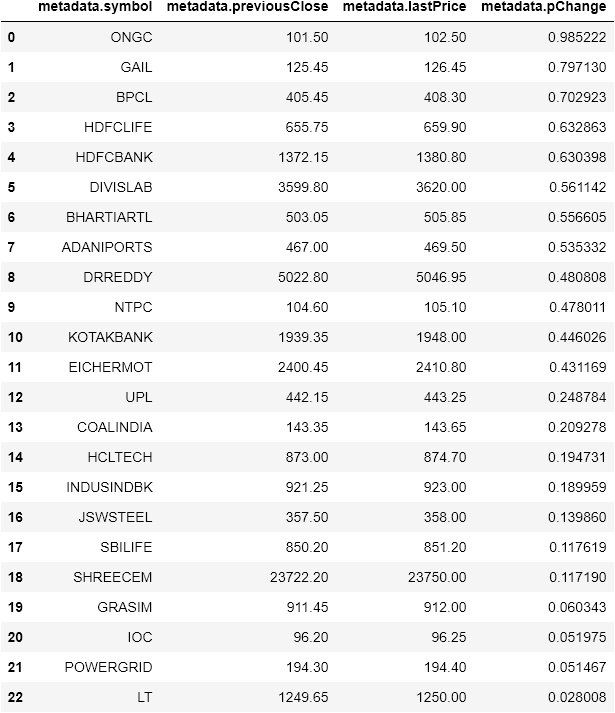 metadata.symbol metadata.previousClose metadata.lastPrice metadata.pChange
0 ONGC 101.50 102.50 0.985222
1 GAIL 125.45 126.45 0.797130
2 BPCL 405.45 408.30 0.702923
3 HDFCLIFE 655.75 659.90 0.632863
4 HDFCBANK 1372.15 1380.80 0.630398
5 DIVISLAB 3599.80 3620.00 0.561142
6 BHARTIARTL 503.05 505.85 0.556605
7 ADANIPORTS 467.00 469.50 0.535332
8 DRREDDY 5022.80 5046.95 0.480808
9 NTPC 104.60 105.10 0.478011
10 KOTAKBANK 1939.35 1948.00 0.446026
11 EICHERMOT 2400.45 2410.80 0.431169
12 UPL 442.15 443.25 0.248784
13 COALINDIA 143.35 143.65 0.209278
14 HCLTECH 873.00 874.70 0.194731
15 INDUSINDBK 921.25 923.00 0.189959
16 JSWSTEEL 357.50 358.00 0.139860
17 SBILIFE 850.20 851.20 0.117619
18 SHREECEM 23722.20 23750.00 0.117190
19 GRASIM 911.45 912.00 0.060343
20 IOC 96.20 96.25 0.051975
21 POWERGRID 194.30 194.40 0.051467
22 LT 1249.65 1250.00 0.028008